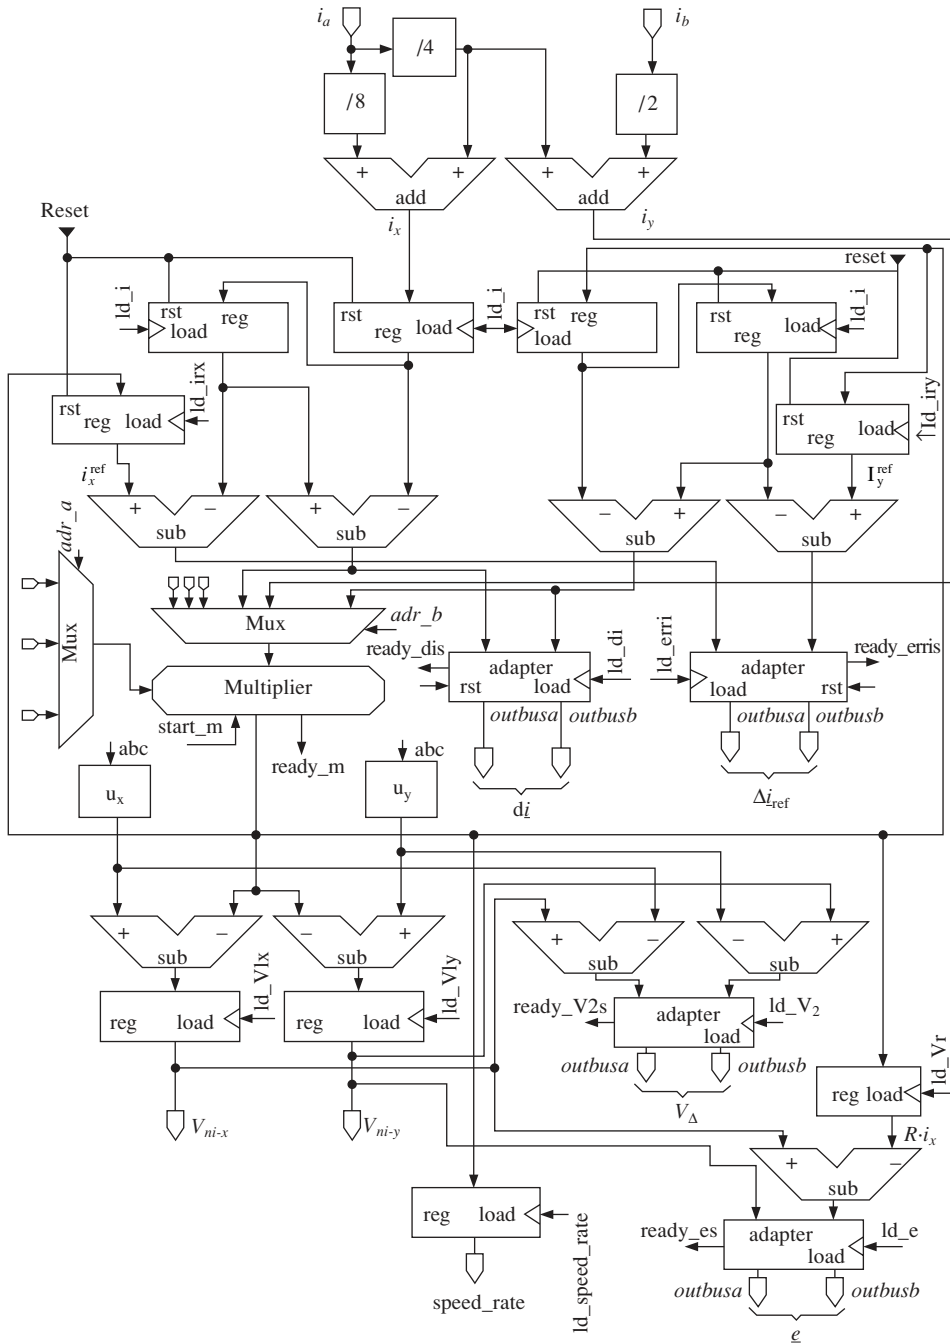 i_a
i_b
/4
/8
/2
+ +
+ +
add
add
Reset
i_x
i_y
reset
ld_i
rst
reg
load
rst
reg
load
ld_i
rst
reg
load
rst
reg
load
ld_i
ld_irx
rst
reg
load
rst
reg
load
ld_iry
i_x^ref
I_y^ref
+ −
sub
+ −
sub
− +
sub
− +
sub
adr_a
Mux
Mux
adr_b
Multiplier
start_m
ready_m
ready_dis
adapter
rst
load
ld_di
ld_erri
adapter
load
rst
ready_erris
outbusa
outbusb
outbusa
outbusb
di
Δi_ref
abc
u_x
abc
u_y
+ −
sub
− +
sub
+ −
sub
− +
sub
ld_Vlx
reg
load
ld_Vly
reg
load
ready_V2s
adapter
load
ld_V_2
outbusa
outbusb
V_Δ
ld_Vr
reg
load
V_ni-x
V_ni-y
R·i_x
+ −
sub
reg
load
ld_speed_rate
speed_rate
ready_es
adapter
load
ld_e
outbusa
outbusb
e